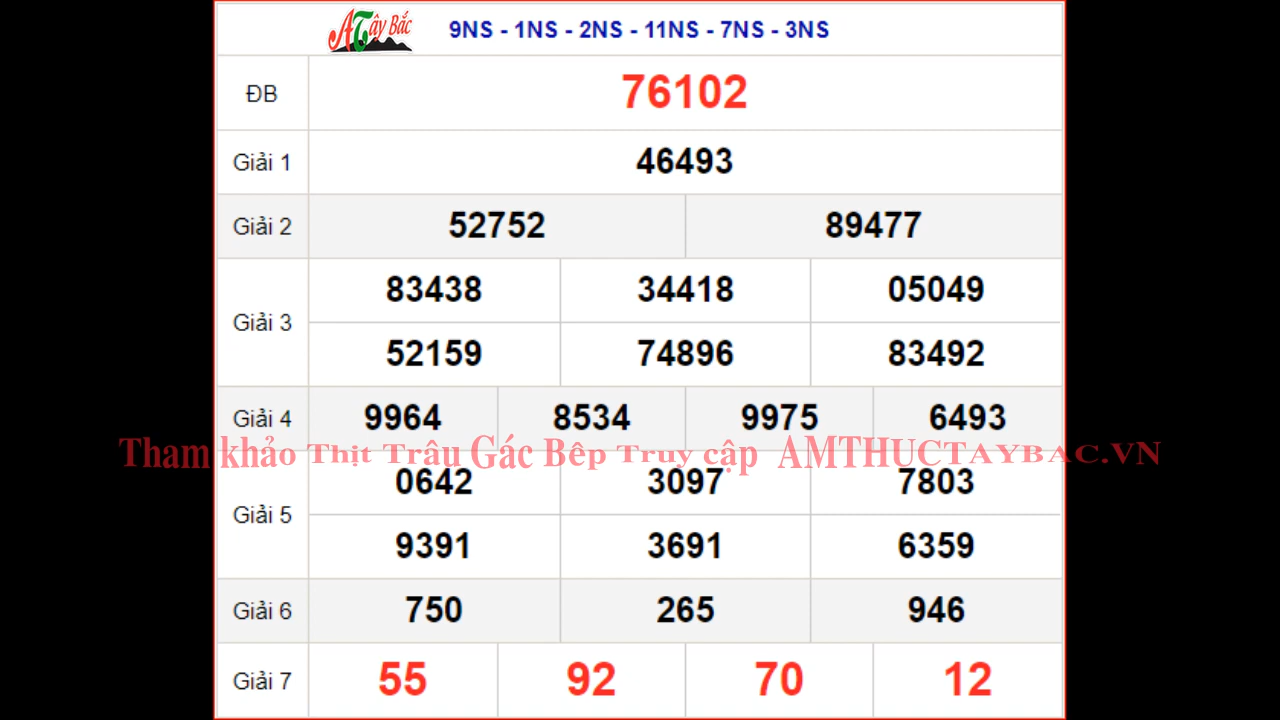 ATây Bắc 9NS - 1NS - 2NS - 11NS - 7NS - 3NS
ĐB 76102
Giải 1 46493
Giải 2 52752 89477
83438 34418 05049
Giải 3
52159 74896 83492
Giải 4 9964 8534 9975 6493
Tham khảo Thịt Trâu Gác Bếp Truy cập AMTHUCTAYBAC.VN
0642 3097 7803
Giải 5
9391 3691 6359
Giải 6 750 265 946
Giải 7 55 92 70 12